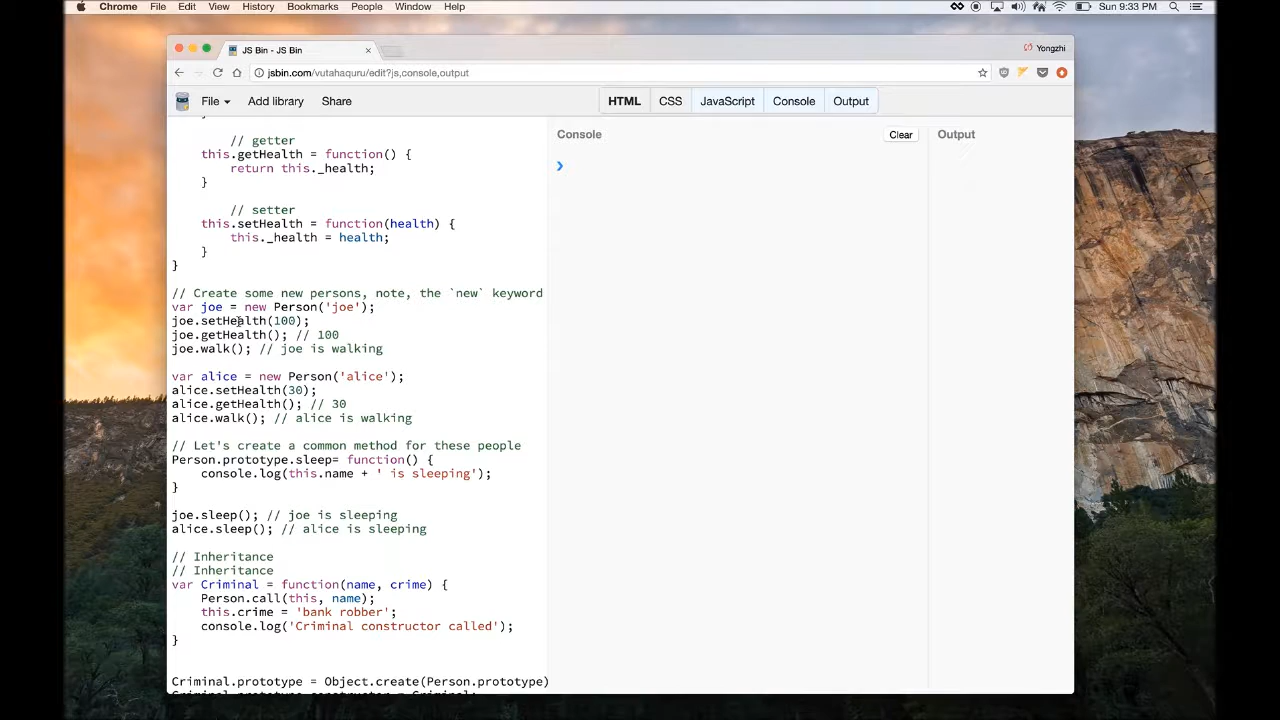 Chrome File Edit View History Bookmarks People Window Help Sun 9:33 PM
JS Bin - JS Bin Yongzhi
jsbin.com/vutahaquru/edit?js,console,output
File Add library Share HTML CSS JavaScript Console Output
Console Clear Output
// getter
this.getHealth = function() {
return this._health;
}
// setter
this.setHealth = function(health) {
this._health = health;
}
}
// Create some new persons, note, the `new` keyword
var joe = new Person('joe');
joe.setHealth(100);
joe.getHealth(); // 100
joe.walk(); // joe is walking
var alice = new Person('alice');
alice.setHealth(30);
alice.getHealth(); // 30
alice.walk(); // alice is walking
// Let's create a common method for these people
Person.prototype.sleep= function() {
console.log(this.name + ' is sleeping');
}
joe.sleep(); // joe is sleeping
alice.sleep(); // alice is sleeping
// Inheritance
// Inheritance
var Criminal = function(name, crime) {
Person.call(this, name);
this.crime = 'bank robber';
console.log('Criminal constructor called');
}
Criminal.prototype = Object.create(Person.prototype)
Criminal.prototype.constructor = Criminal;